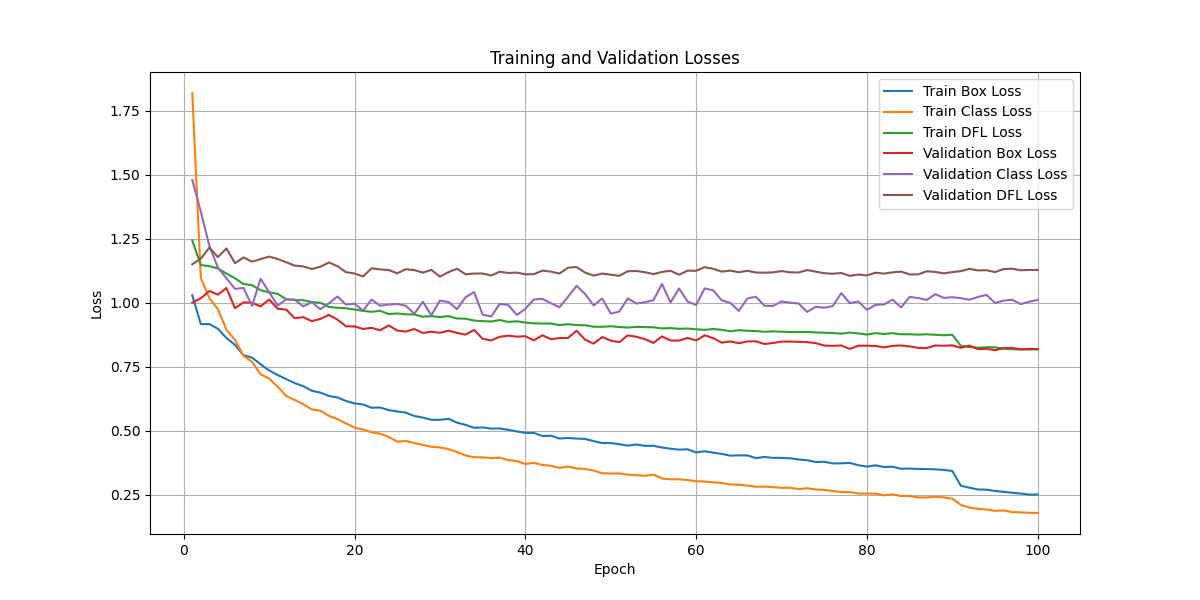 Training and Validation Losses
Train Box Loss
Train Class Loss
Train DFL Loss
Validation Box Loss
Validation Class Loss
Validation DFL Loss
Loss
1.75
1.50
1.25
1.00
0.75
0.50
0.25
0 20 40 60 80 100
Epoch